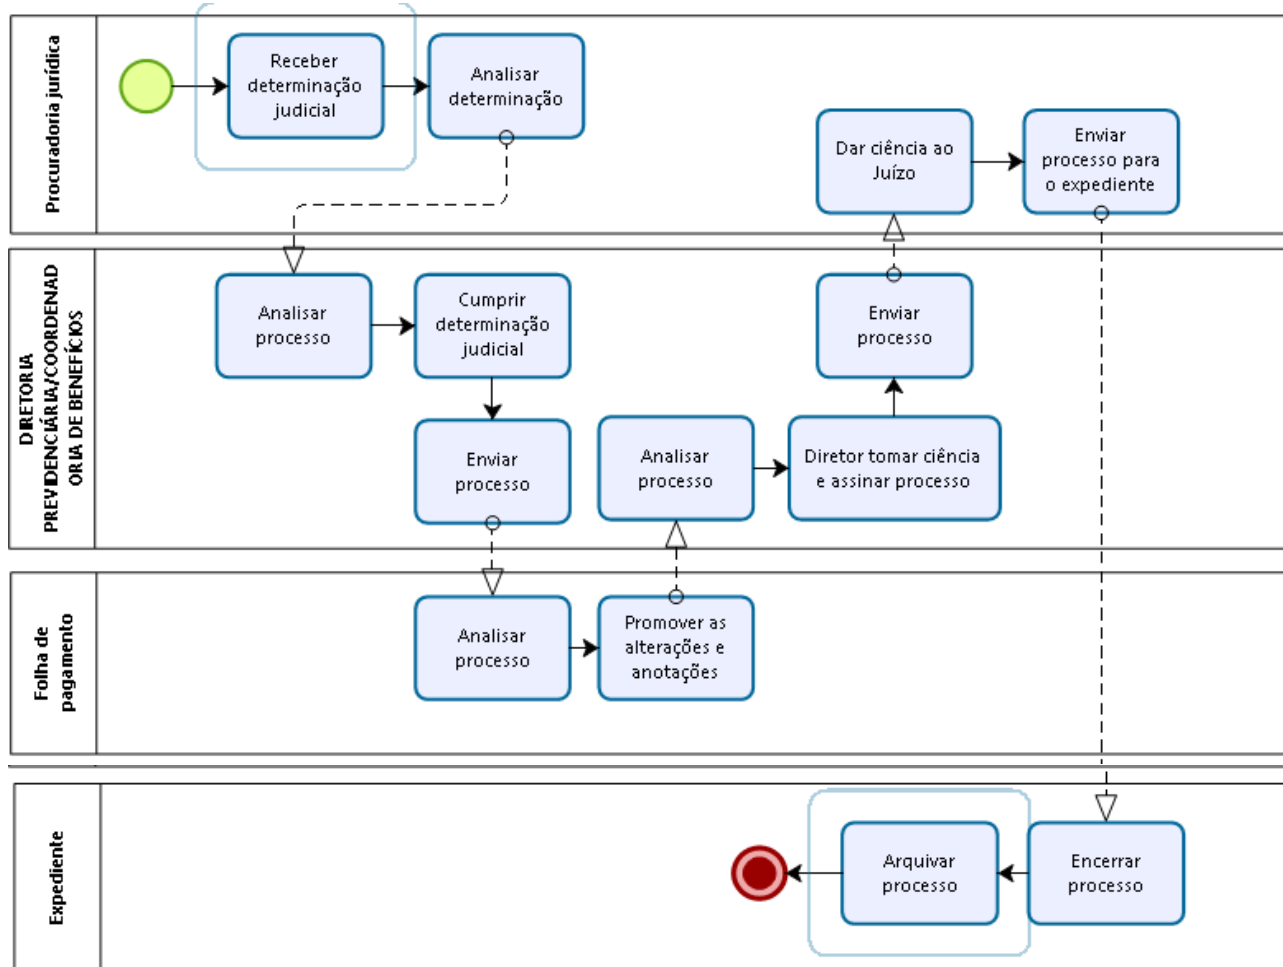 Procuradoria jurídica
Receber
determinação
judicial
Analisar
determinação
Dar ciência ao
Juízo
Enviar
processo para
o expediente
DIRETORIA
PREVIDENCIÁRIA/COORDENAD
ORIA DE BENEFÍCIOS
Analisar
processo
Cumprir
determinação
judicial
Enviar
processo
Enviar
processo
Analisar
processo
Diretor tomar ciência
e assinar processo
Folha de
pagamento
Analisar
processo
Promover as
alterações e
anotações
Expediente
Arquivar
processo
Encerrar
processo